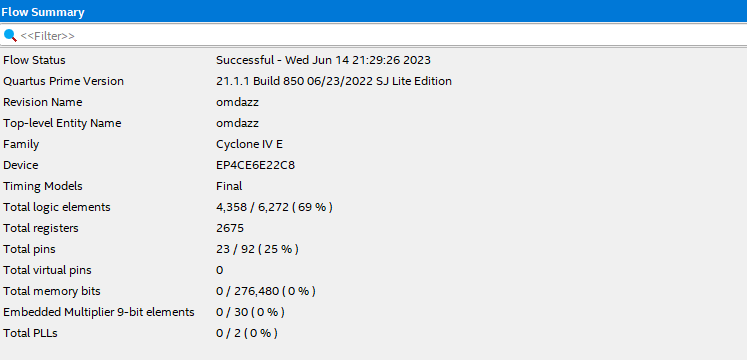 Flow Summary
<<Filter>>
Flow Status Successful - Wed Jun 14 21:29:26 2023
Quartus Prime Version 21.1.1 Build 850 06/23/2022 SJ Lite Edition
Revision Name omdazz
Top-level Entity Name omdazz
Family Cyclone IV E
Device EP4CE6E22C8
Timing Models Final
Total logic elements 4,358 / 6,272 ( 69 % )
Total registers 2675
Total pins 23 / 92 ( 25 % )
Total virtual pins 0
Total memory bits 0 / 276,480 ( 0 % )
Embedded Multiplier 9-bit elements 0 / 30 ( 0 % )
Total PLLs 0 / 2 ( 0 % )